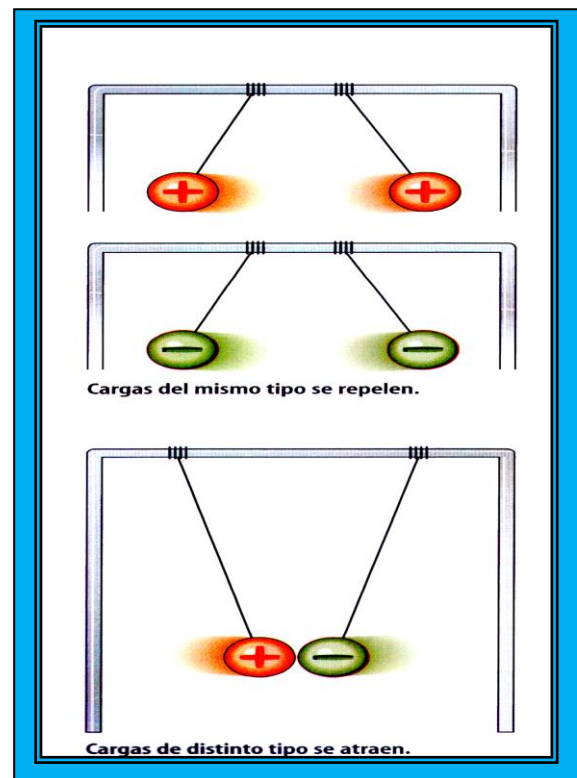 Cargas del mismo tipo se repelen.
Cargas de distinto tipo se atraen.